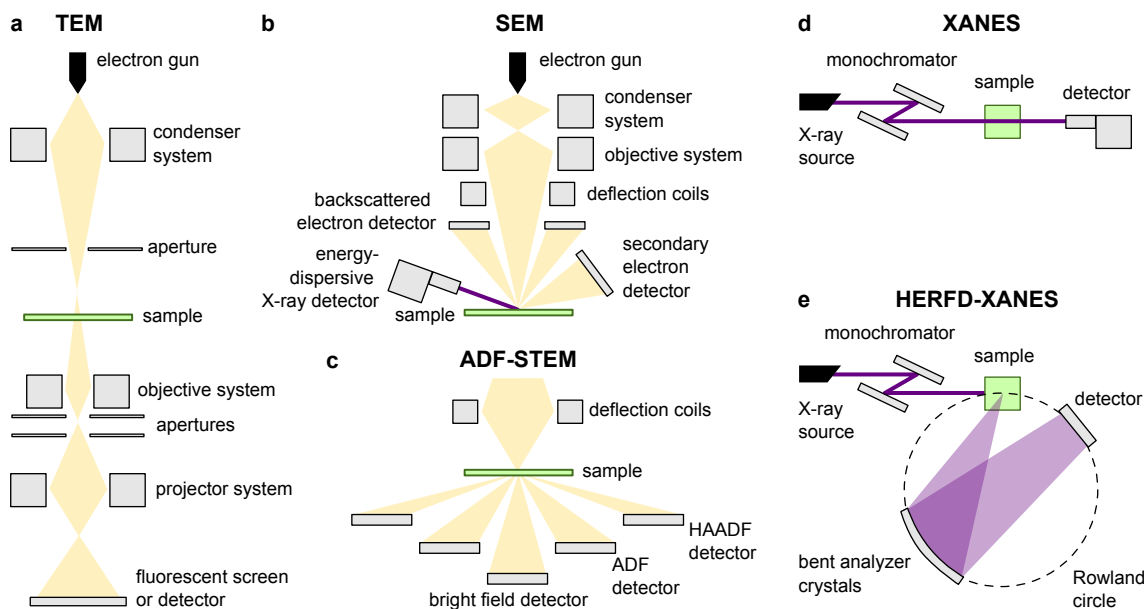 a TEM
electron gun
condenser
system
aperture
sample
objective system
apertures
projector system
fluorescent screen
or detector
b SEM
electron gun
condenser
system
objective system
deflection coils
backscattered
electron detector
energy-
dispersive
X-ray detector
secondary
electron
detector
sample
c ADF-STEM
deflection coils
sample
HAADF
detector
ADF
detector
bright field detector
d XANES
monochromator
sample
detector
X-ray
source
e HERFD-XANES
monochromator
sample
detector
X-ray
source
bent analyzer
crystals
Rowland
circle